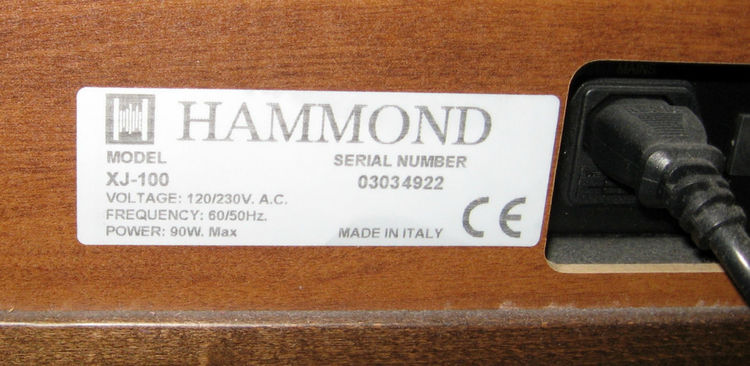 HAMMOND
MODEL
XJ-100
SERIAL NUMBER
03034922
VOLTAGE: 120/230V. A.C.
FREQUENCY: 60/50Hz.
POWER: 90W. Max
MADE IN ITALY
CE
MAINS